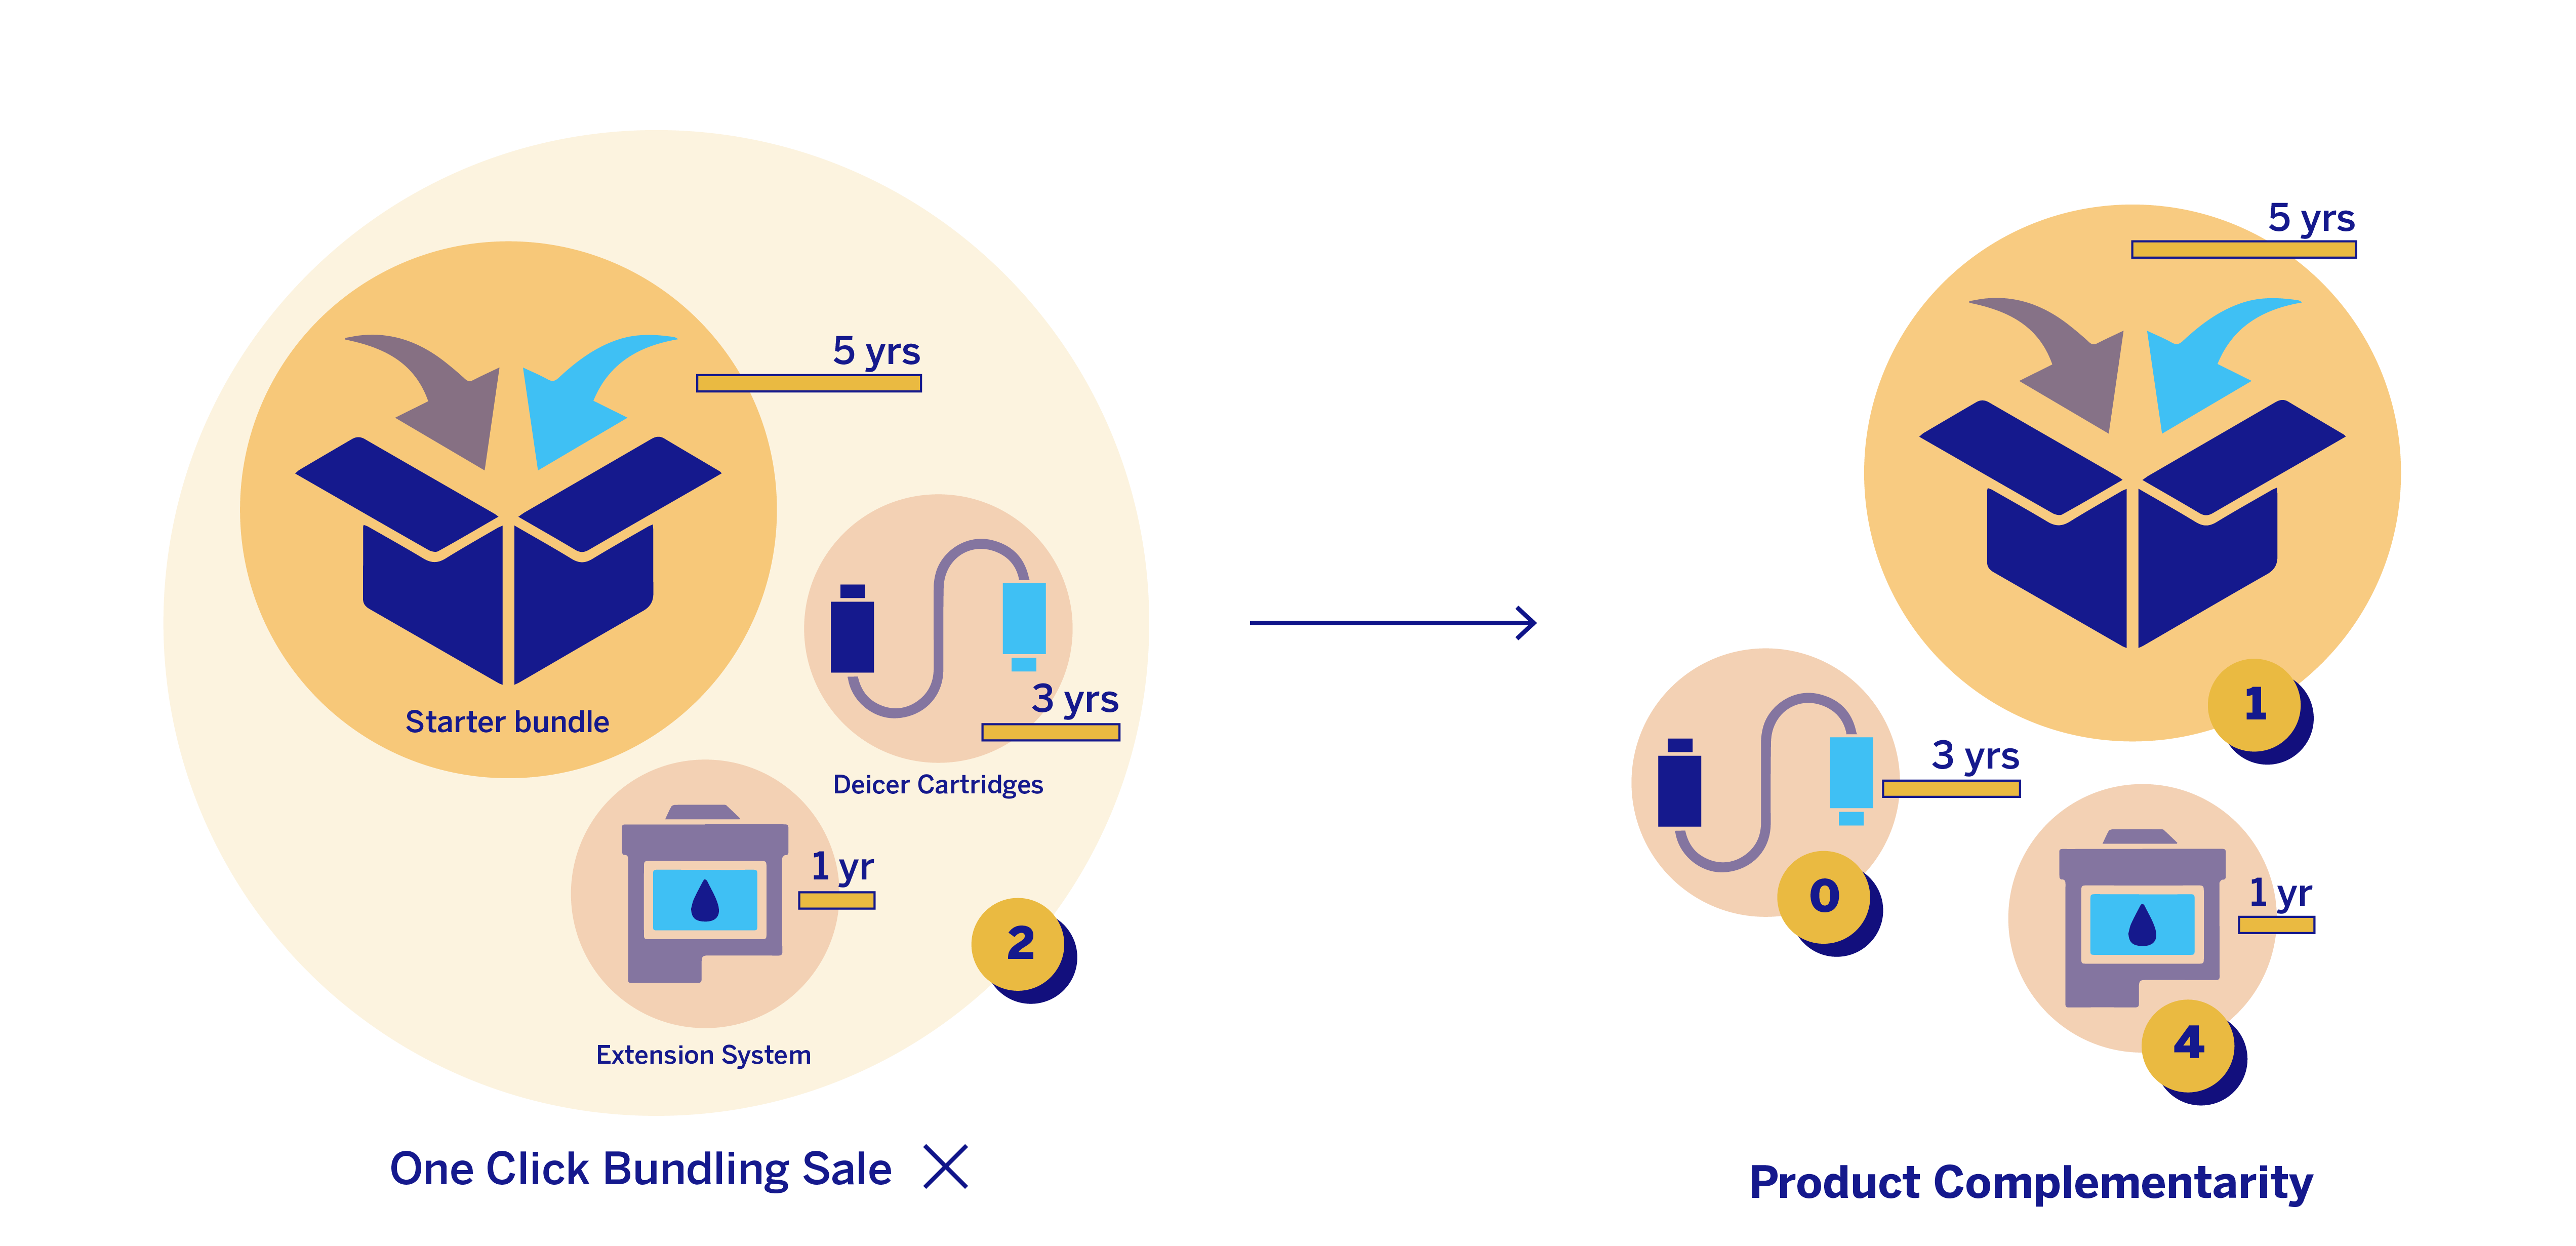 5 yrs
Starter bundle
3 yrs
Deicer Cartridges
1 yr
Extension System
2
One Click Bundling Sale
5 yrs
1
3 yrs
0
1 yr
4
Product Complementarity